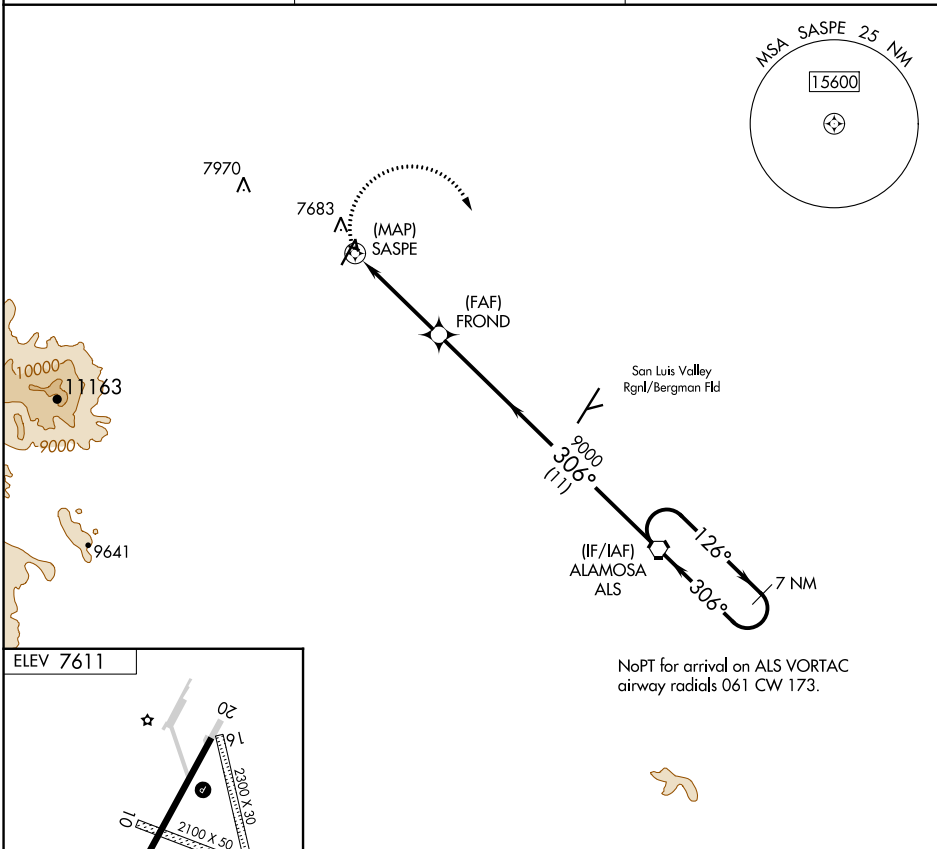 MSA SASPE 25 NM
15600
7970
7683
(MAP)
SASPE
(FAF)
FROND
San Luis Valley
Rgnl/Bergman Fld
10000
11163
9000
9000
306°
(11)
9641
(IF/IAF)
ALAMOSA
ALS
126°
306°
7 NM
NoPT for arrival on ALS VORTAC
airway radials 061 CW 173.
ELEV 7611
20
16
P
2300 X 30
10
2100 X 50